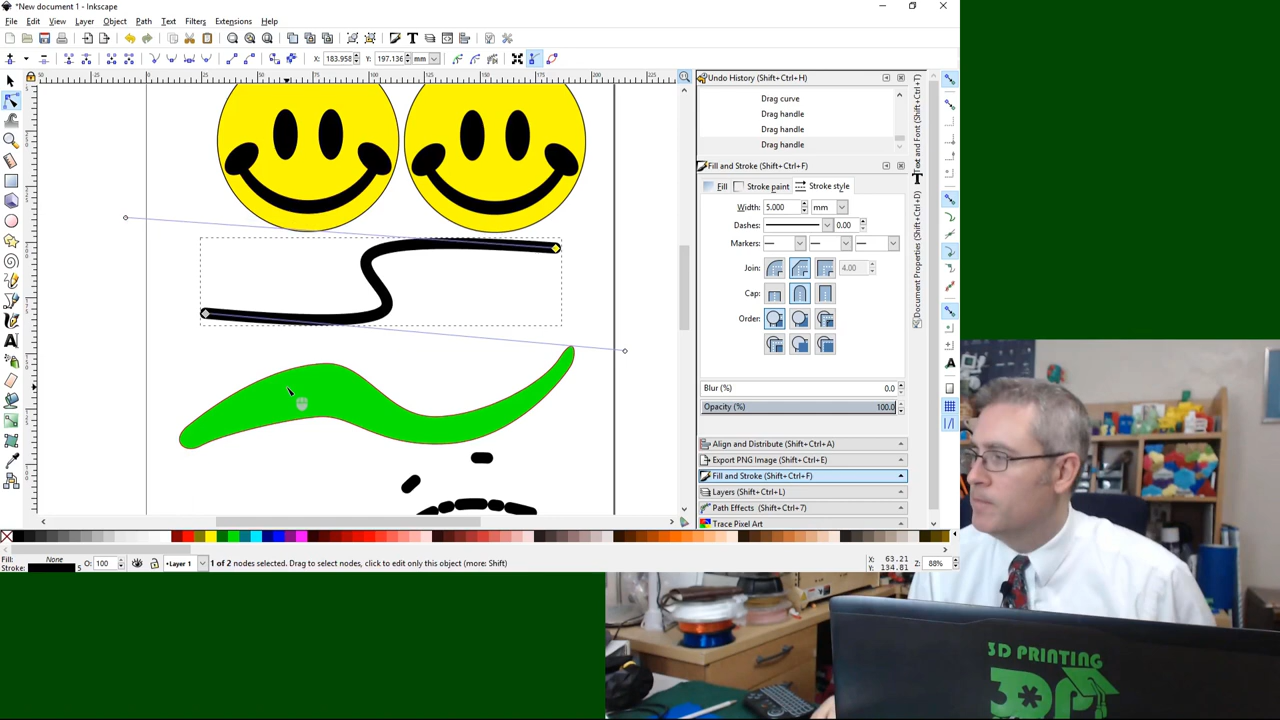 *New document 1 - Inkscape
File Edit View Layer Object Path Text Filters Extensions Help
X: 183.958 Y: 197.136 mm
Undo History (Shift+Ctrl+H)
Drag curve
Drag handle
Drag handle
Drag handle
Fill and Stroke (Shift+Ctrl+F)
Fill Stroke paint Stroke style
Width: 5.000 mm
Dashes: 0.00
Markers:
Join: 4.00
Cap:
Order:
Blur (%) 0.0
Opacity (%) 100.0
Align and Distribute (Shift+Ctrl+A)
Export PNG Image (Shift+Ctrl+E)
Fill and Stroke (Shift+Ctrl+F)
Layers (Shift+Ctrl+L)
Path Effects (Shift+Ctrl+7)
Trace Pixel Art
Text and Font (Shift+Ctrl+T)
Document Properties (Shift+Ctrl+D)
Fill: None
Stroke: 5
O: 100
Layer 1
1 of 2 nodes selected. Drag to select nodes, click to edit only this object (more: Shift)
X: 63.21
Y: 134.81
Z: 88%
3D PRINTING
3DP